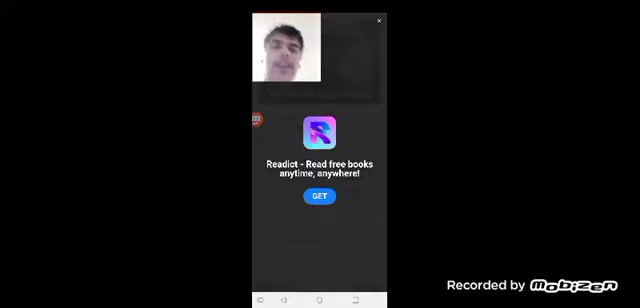 Readict - Read free books
anytime, anywhere!
GET
Recorded by Mobizen